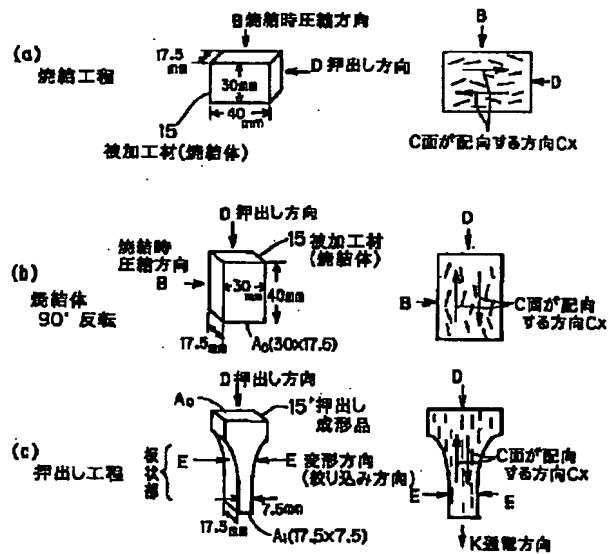 (a)
焼結工程
B焼結時圧縮方向
17.5
mm
30mm
D 押出し方向
40mm
15
被加工材(焼結体)
B
D
C面が配向する方向Cx
(b)
焼結体
90°反転
D 押出し方向
焼結時
圧縮方向
B
15 被加工材
(焼結体)
30
mm
40mm
17.5mm
A₀(30×17.5)
D
B
C面が配向
する方向Cx
(c)
押出し工程
D 押出し方向
A₀
15' 押出し
成形品
板状部
E
E 変形方向
(絞り込み方向)
7.5mm
17.5mm
A₁(17.5×7.5)
D
C面が配向
する方向Cx
E
E
K通電方向